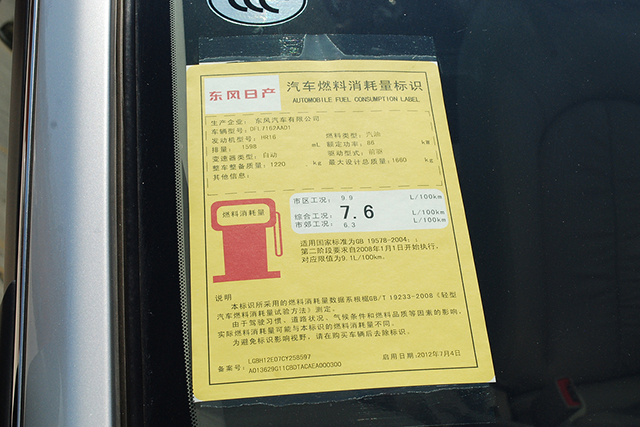 东风日产 汽车燃料消耗量标识
AUTOMOBILE FUEL CONSUMPTION LABEL
生产企业: 东风汽车有限公司
车辆型号: DFL7162AAD1
发动机型号: HR16 燃料类型: 汽油
排量: 1598 mL 额定功率: 86 kW
变速器类型: 自动 驱动型式: 前驱
整车整备质量: 1220 kg 最大设计总质量: 1660 kg
其他信息:
燃料消耗量
市区工况: 9.9 L/100km
综合工况: 7.6 L/100km
市郊工况: 6.3 L/100km
适用国家标准为GB 19578-2004;
第二阶段要求自2008年1月1日开始执行,
对应限值为9.1L/100km.
说明
本标识所采用的燃料消耗量数据系根据GB/T 19233-2008《轻型
汽车燃料消耗量试验方法》测定。
由于驾驶习惯、道路状况、气候条件和燃料品质等因素的影响,
实际燃料消耗量可能与本标识的燃料消耗量不同。
为避免标识影响视野,请在购买车辆后去除标识。
LGBH12E07CY258597
备案号: A013629G11CBDTACAEA000300 启用日期: 2012年7月4日